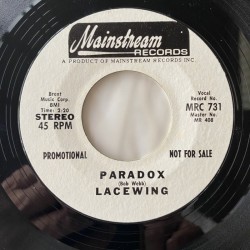 Mainstream
RECORDS
A PRODUCT OF MAINSTREAM RECORDS INC.
Brent
Music Corp.
BMI
Time: 2:20
STEREO
45 RPM
Vocal
Record No.
MRC 731
Master No.
MR 408
PROMOTIONAL
NOT FOR SALE
PARADOX
(Bob Webb)
LACEWING